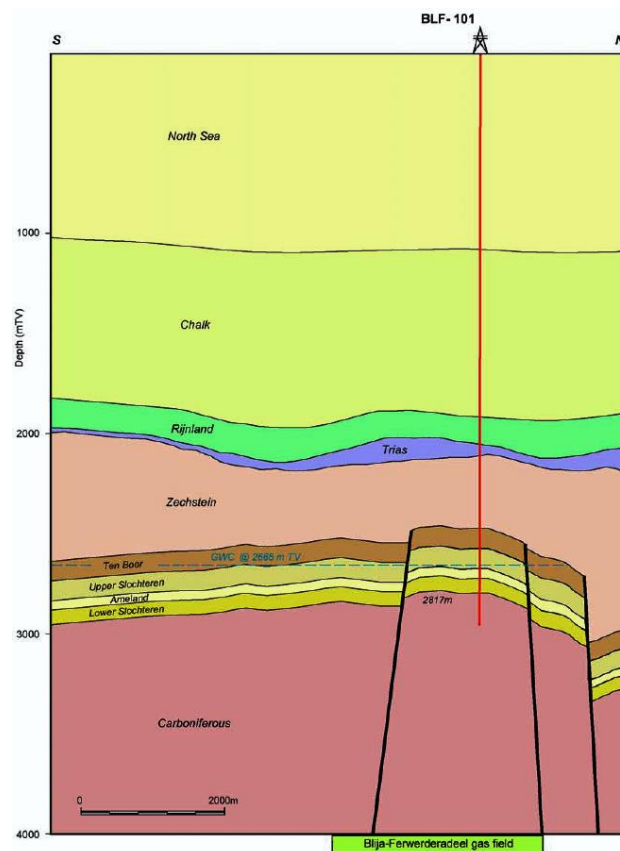 BLF- 101
S
N
North Sea
1000
Depth (mTV)
Chalk
Rijnland
2000
Trias
Zechstein
GWC @ 2665 m TV
Ten Boer
Upper Slochteren
Ameland
Lower Slochteren
2817m
3000
Carboniferous
0
2000m
4000
Blija-Ferwerderadeel gas field